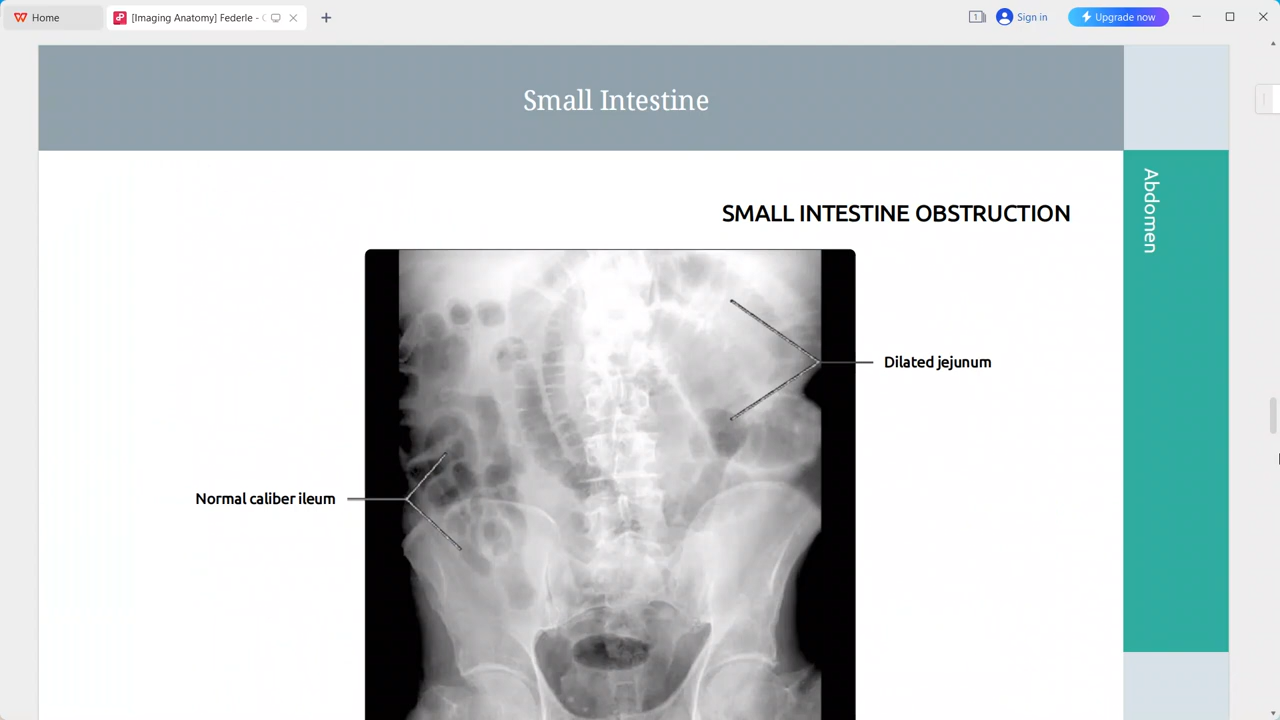 Home
[Imaging Anatomy] Federle -
1
Sign in
Upgrade now
Small Intestine
Abdomen
SMALL INTESTINE OBSTRUCTION
Dilated jejunum
Normal caliber ileum